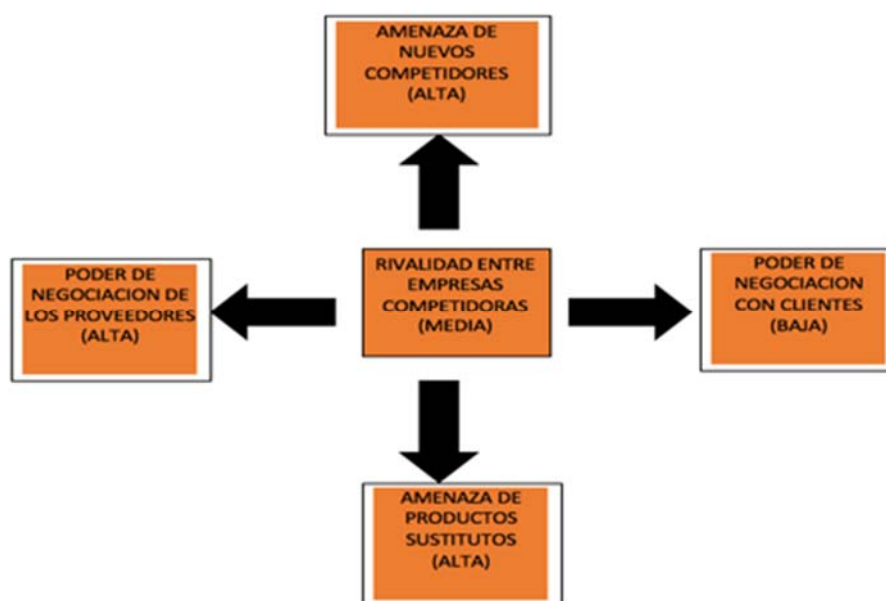 AMENAZA DE
NUEVOS
COMPETIDORES
(ALTA)
PODER DE
NEGOCIACION DE
LOS PROVEEDORES
(ALTA)
RIVALIDAD ENTRE
EMPRESAS
COMPETIDORAS
(MEDIA)
PODER DE
NEGOCIACION
CON CLIENTES
(BAJA)
AMENAZA DE
PRODUCTOS
SUSTITUTOS
(ALTA)